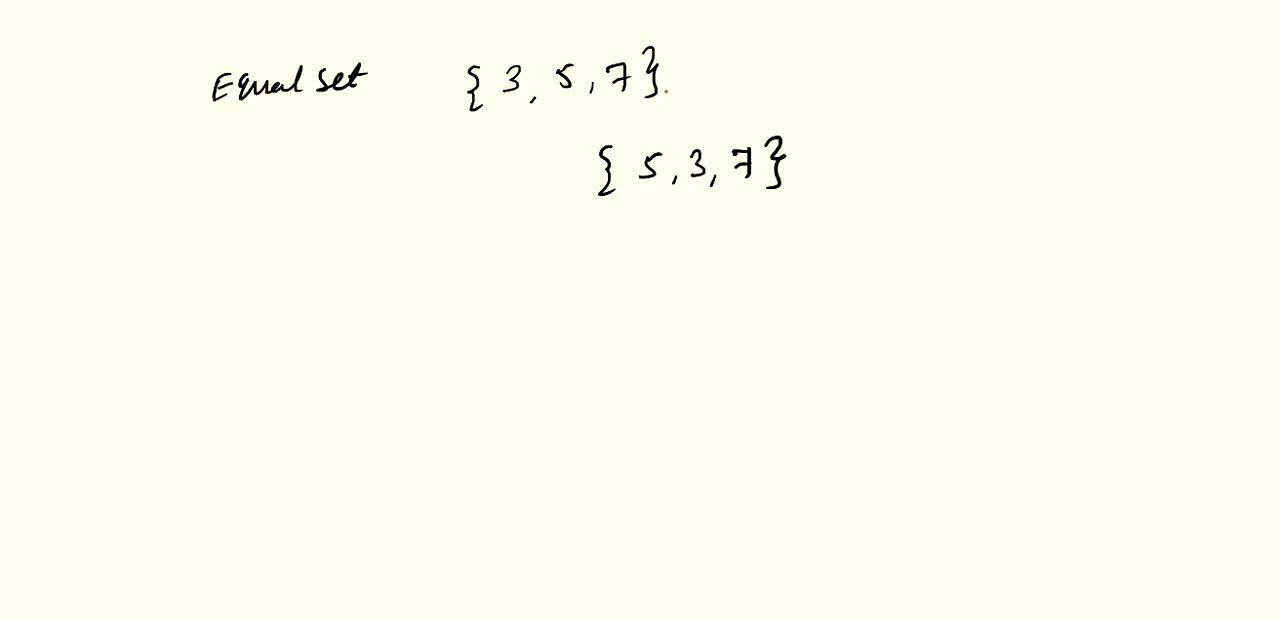 Equal Set { 3, 5, 7}.
{ 5, 3, 7}